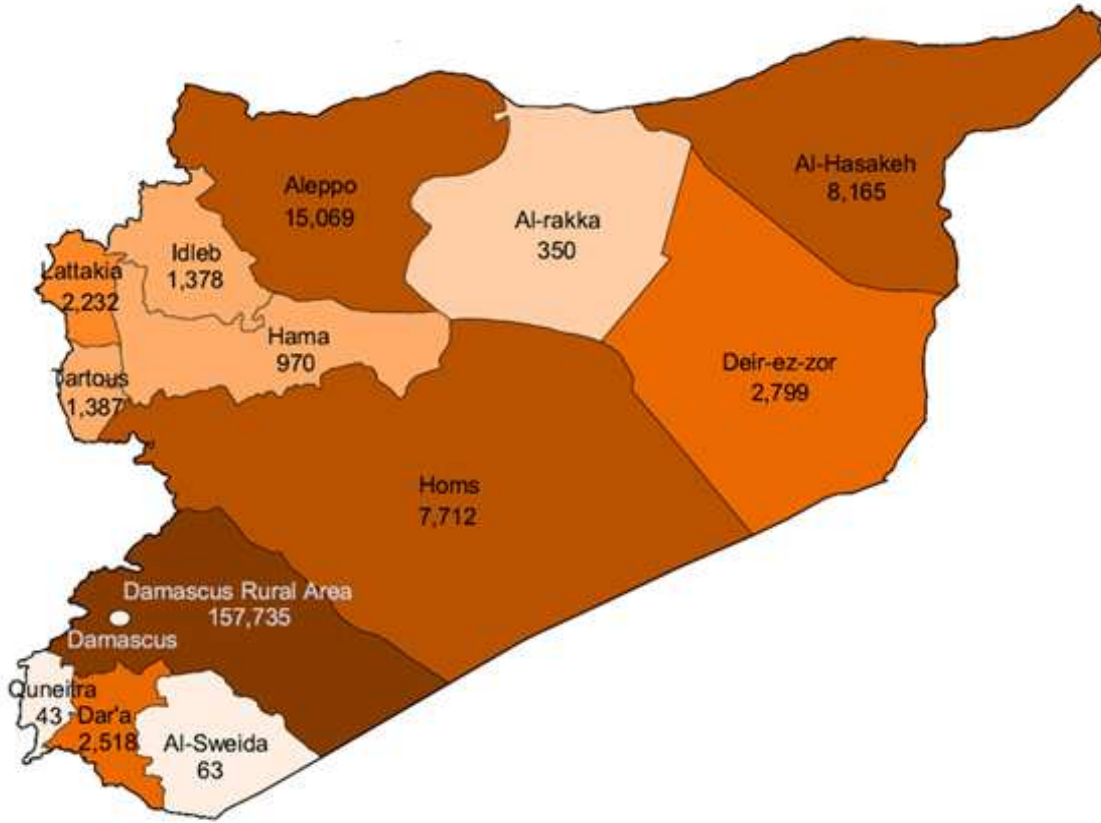 Al-Hasakeh
8,165
Aleppo
15,069
Al-rakka
350
Idleb
1,378
Lattakia
2,232
Hama
970
Tartous
1,387
Deir-ez-zor
2,799
Homs
7,712
Damascus Rural Area
157,735
Damascus
Quneitra
43
Dar'a
2,518
Al-Sweida
63